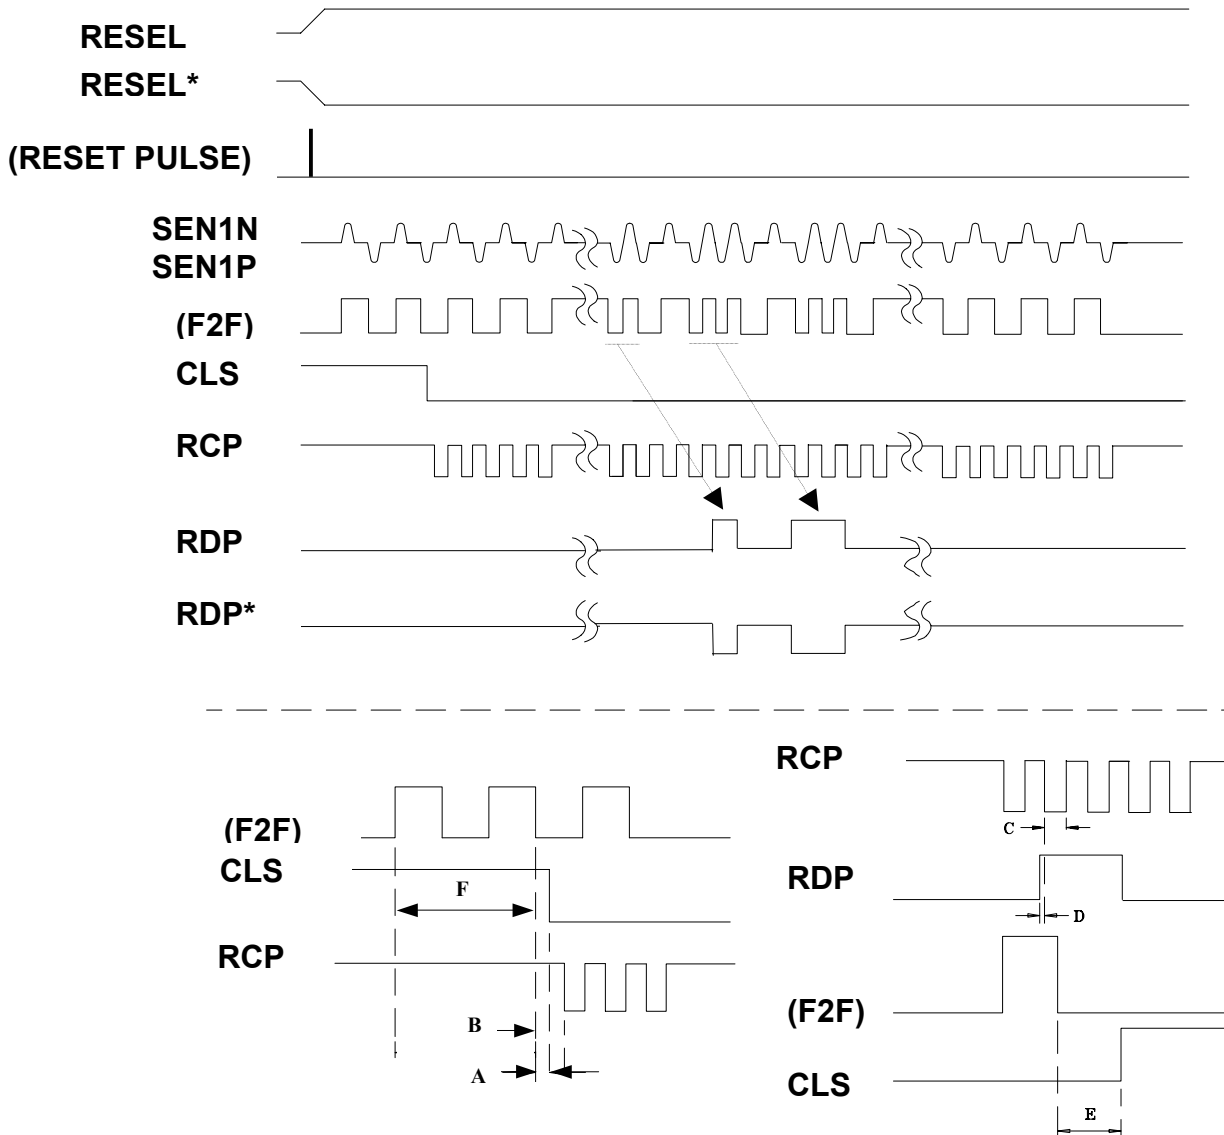 RESEL
RESEL*
(RESET PULSE)
SEN1N
SEN1P
(F2F)
CLS
RCP
RDP
RDP*
(F2F)
CLS
F
RCP
B
A
RCP
C
RDP
D
(F2F)
CLS
E